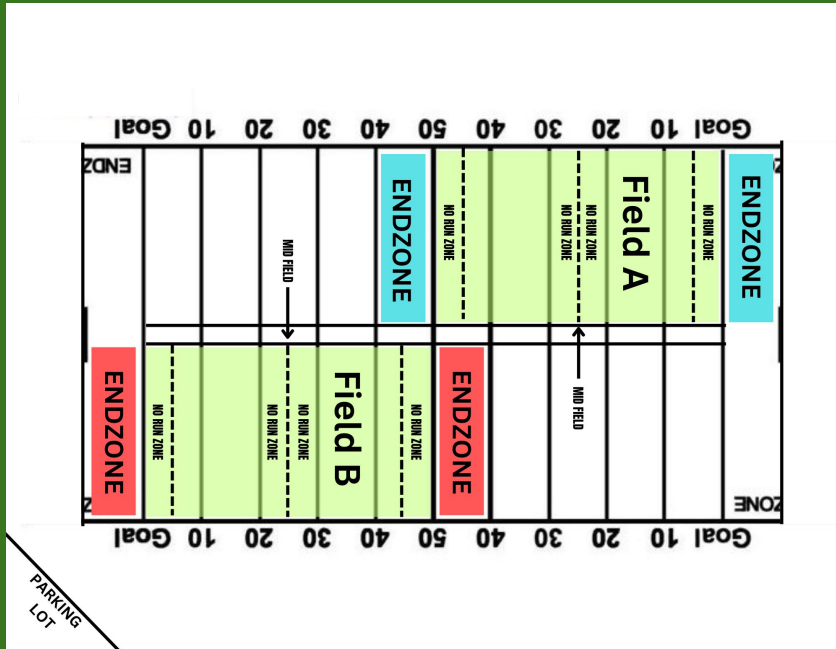 Goal 10 20 30 40 50 40 30 20 10 Goal
ENDZ
ENDZONE
NO RUN ZONE
NO RUN ZONE
NO RUN ZONE
Field A
NO RUN ZONE
ENDZONE
MID FIELD
ENDZONE
NO RUN ZONE
NO RUN ZONE
NO RUN ZONE
Field B
NO RUN ZONE
ENDZONE
MID FIELD
ZONE
Goal 10 20 30 40 50 40 30 20 10 Goal
PARKING
LOT